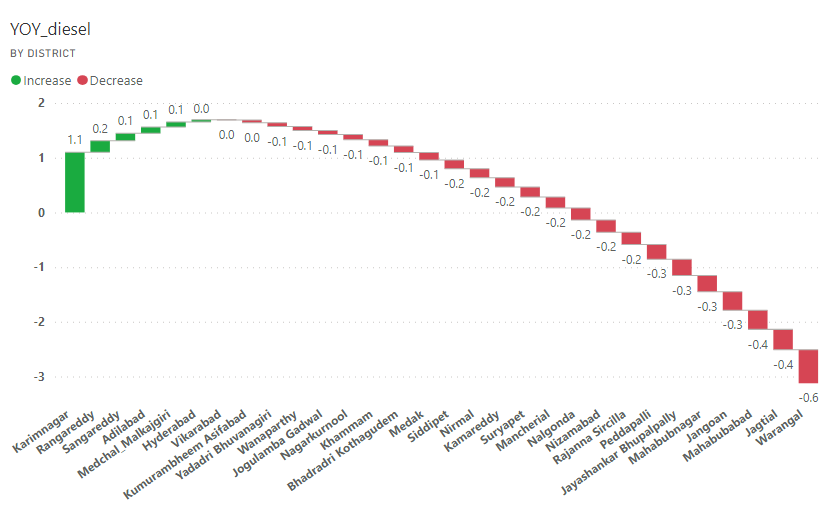 YOY_diesel
BY DISTRICT
Increase Decrease
2
1
0
-1
-2
-3
1.1 0.2 0.1 0.1 0.1 0.0 0.0 0.0 -0.1 -0.1 -0.1 -0.1 -0.1 -0.1 -0.1 -0.2 -0.2 -0.2 -0.2 -0.2 -0.2 -0.2 -0.2 -0.3 -0.3 -0.3 -0.3 -0.4 -0.4 -0.6
Karimnagar
Rangareddy
Sangareddy
Adilabad
Medchal_Malkajgiri
Hyderabad
Vikarabad
Kumurambheem Asifabad
Yadadri Bhuvanagiri
Wanaparthy
Jogulamba Gadwal
Nagarkurnool
Khammam
Bhadradri Kothagudem
Medak
Siddipet
Nirmal
Kamareddy
Suryapet
Mancherial
Nalgonda
Nizamabad
Rajanna Sircilla
Peddapalli
Jayashankar Bhupalpally
Mahabubnagar
Jangoan
Mahabubabad
Jagtial
Warangal